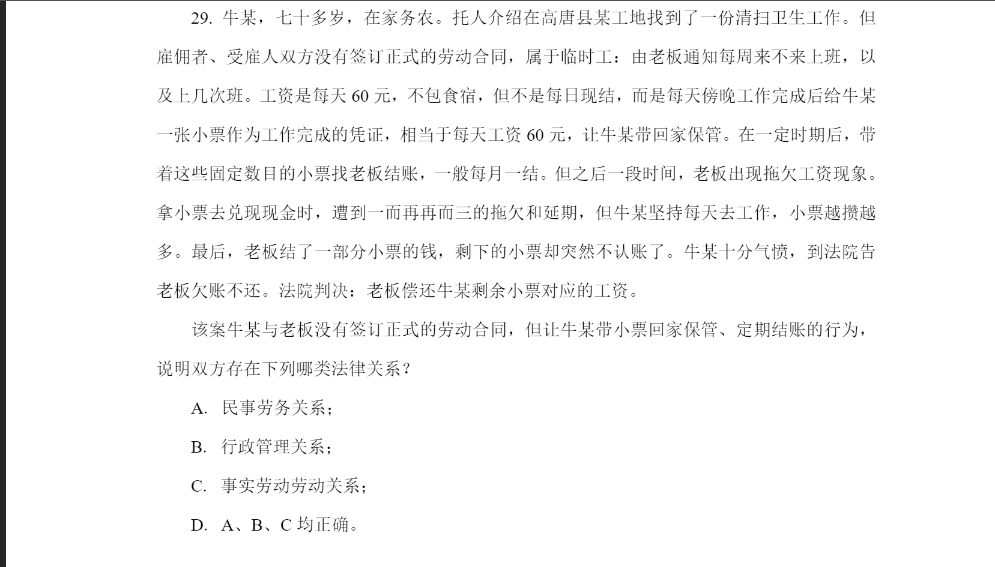 29. 牛某，七十多岁，在家务农。托人介绍在高唐县某工地找到了一份清扫卫生工作。但
雇佣者、受雇人双方没有签订正式的劳动合同，属于临时工：由老板通知每周来不来上班，以
及上几次班。工资是每天 60 元，不包食宿，但不是每日现结，而是每天傍晚工作完成后给牛某
一张小票作为工作完成的凭证，相当于每天工资 60 元，让牛某带回家保管。在一定时期后，带
着这些固定数目的小票找老板结账，一般每月一结。但之后一段时间，老板出现拖欠工资现象。
拿小票去兑现现金时，遭到一而再再而三的拖欠和延期，但牛某坚持每天去工作，小票越攒越
多。最后，老板结了一部分小票的钱，剩下的小票却突然不认账了。牛某十分气愤，到法院告
老板欠账不还。法院判决：老板偿还牛某剩余小票对应的工资。
该案牛某与老板没有签订正式的劳动合同，但让牛某带小票回家保管、定期结账的行为，
说明双方存在下列哪类法律关系？
A. 民事劳务关系；
B. 行政管理关系；
C. 事实劳动劳动关系；
D. A、B、C 均正确。